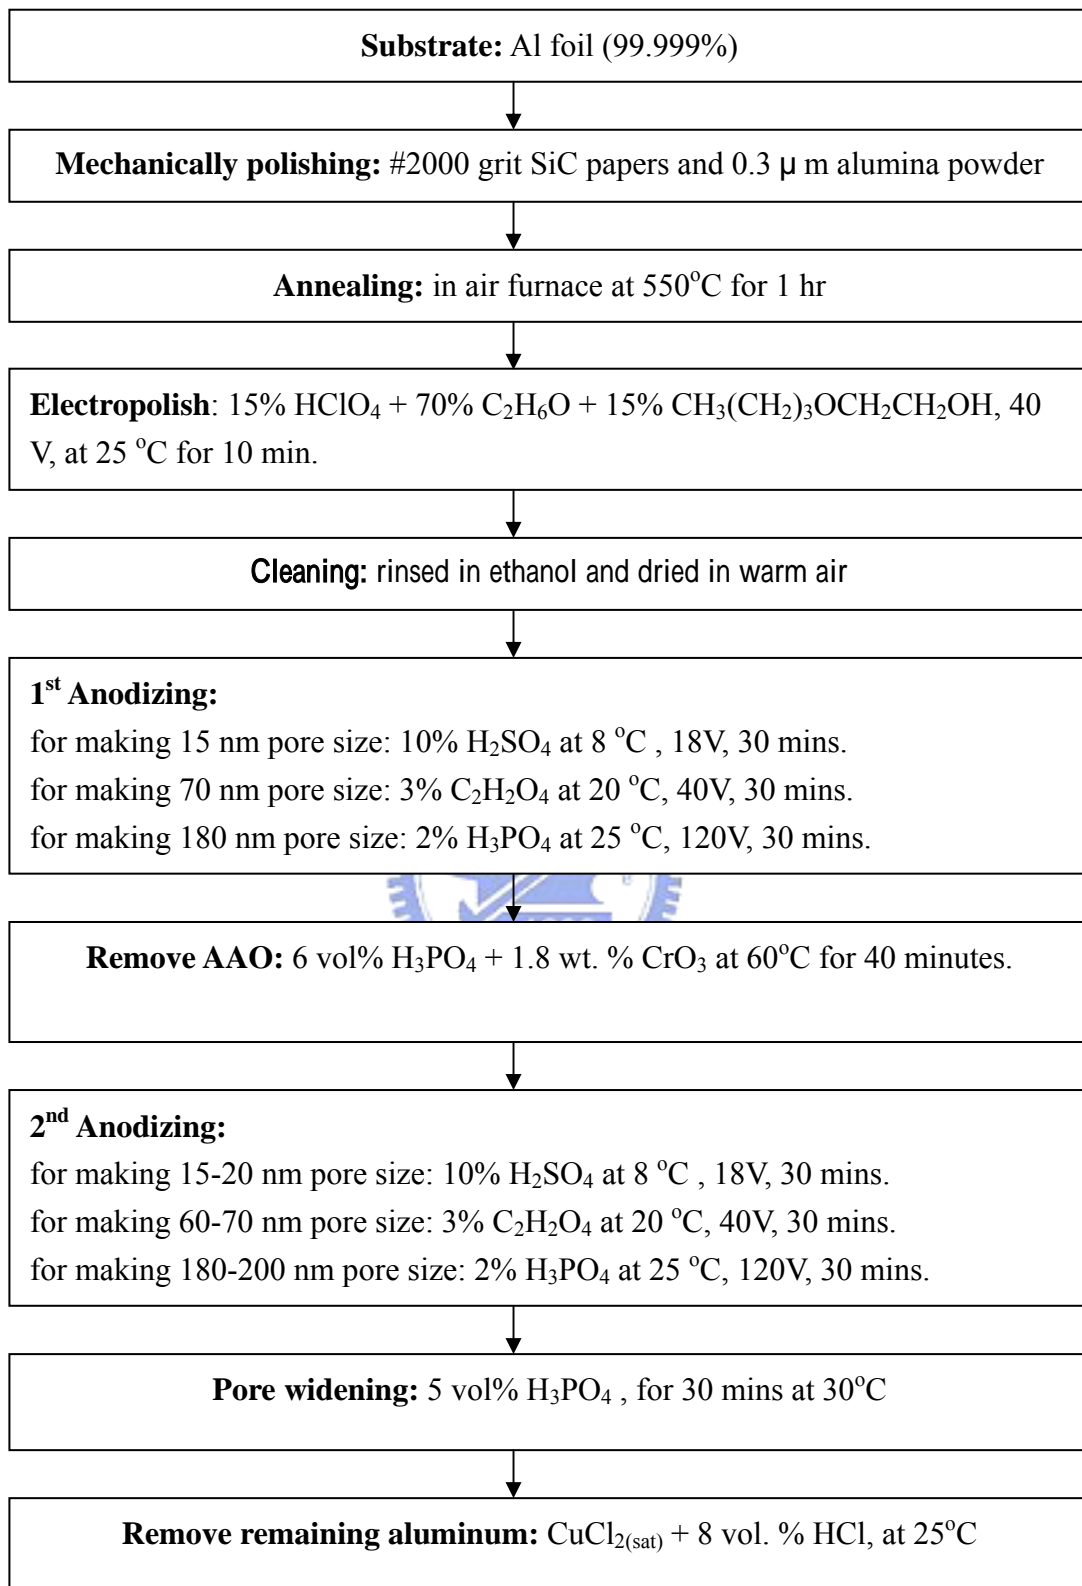 Substrate: Al foil (99.999%)
Mechanically polishing: #2000 grit SiC papers and 0.3 μ m alumina powder
Annealing: in air furnace at 550°C for 1 hr
Electropolish: 15% HClO₄ + 70% C₂H₆O + 15% CH₃(CH₂)₃OCH₂CH₂OH, 40
V, at 25 °C for 10 min.
Cleaning: rinsed in ethanol and dried in warm air
1ˢᵗ Anodizing:
for making 15 nm pore size: 10% H₂SO₄ at 8 °C , 18V, 30 mins.
for making 70 nm pore size: 3% C₂H₂O₄ at 20 °C, 40V, 30 mins.
for making 180 nm pore size: 2% H₃PO₄ at 25 °C, 120V, 30 mins.
Remove AAO: 6 vol% H₃PO₄ + 1.8 wt. % CrO₃ at 60°C for 40 minutes.
2ⁿᵈ Anodizing:
for making 15-20 nm pore size: 10% H₂SO₄ at 8 °C , 18V, 30 mins.
for making 60-70 nm pore size: 3% C₂H₂O₄ at 20 °C, 40V, 30 mins.
for making 180-200 nm pore size: 2% H₃PO₄ at 25 °C, 120V, 30 mins.
Pore widening: 5 vol% H₃PO₄ , for 30 mins at 30°C
Remove remaining aluminum: CuCl₂₍ₛₐₜ₎ + 8 vol. % HCl, at 25°C